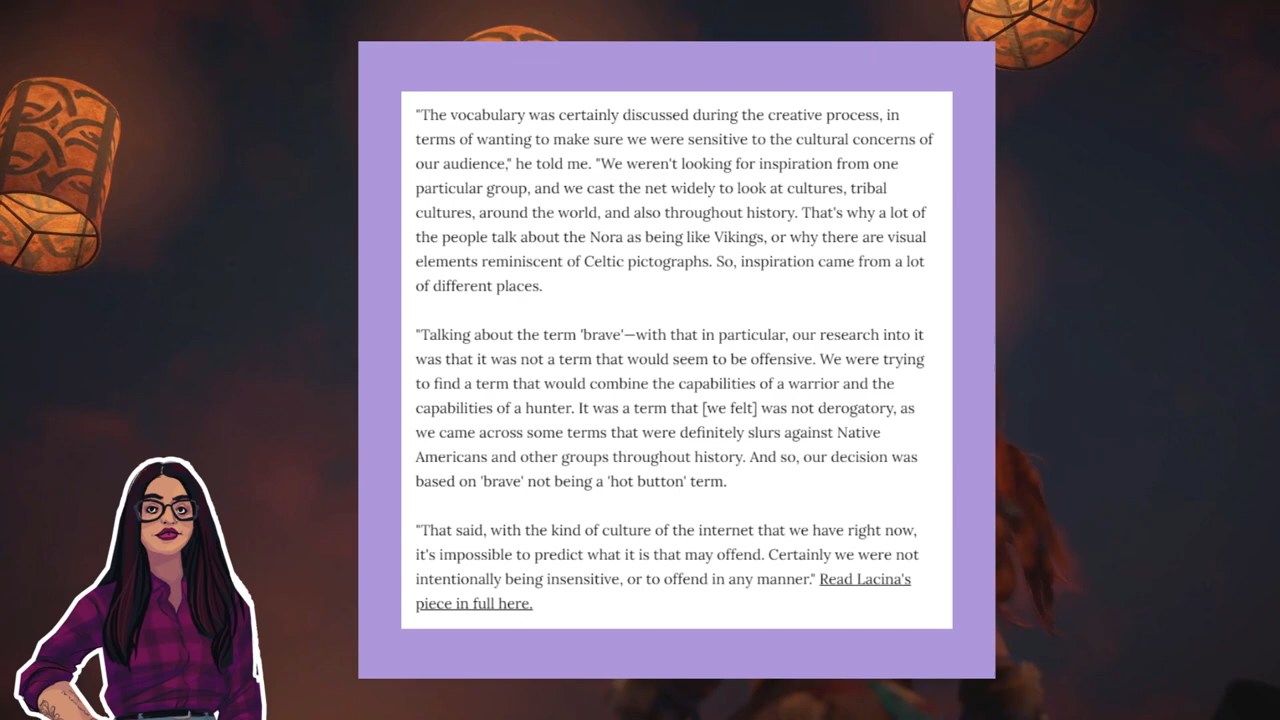 "The vocabulary was certainly discussed during the creative process, in
terms of wanting to make sure we were sensitive to the cultural concerns of
our audience," he told me. "We weren't looking for inspiration from one
particular group, and we cast the net widely to look at cultures, tribal
cultures, around the world, and also throughout history. That's why a lot of
the people talk about the Nora as being like Vikings, or why there are visual
elements reminiscent of Celtic pictographs. So, inspiration came from a lot
of different places.
"Talking about the term 'brave'—with that in particular, our research into it
was that it was not a term that would seem to be offensive. We were trying
to find a term that would combine the capabilities of a warrior and the
capabilities of a hunter. It was a term that [we felt] was not derogatory, as
we came across some terms that were definitely slurs against Native
Americans and other groups throughout history. And so, our decision was
based on 'brave' not being a 'hot button' term.
"That said, with the kind of culture of the internet that we have right now,
it's impossible to predict what it is that may offend. Certainly we were not
intentionally being insensitive, or to offend in any manner." Read Lacina's
piece in full here.